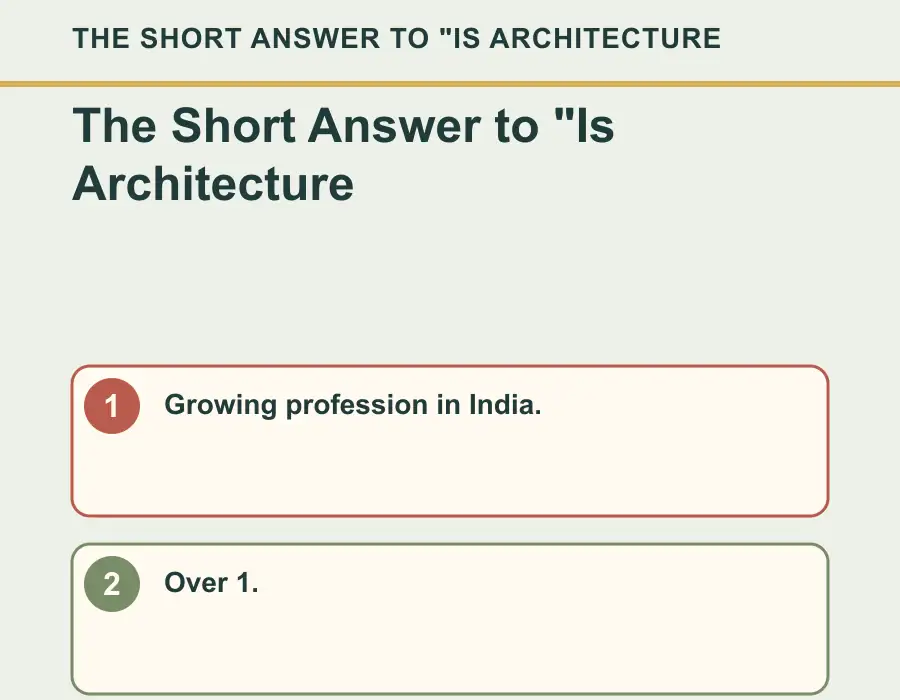 THE SHORT ANSWER TO "IS ARCHITECTURE
The Short Answer to "Is
Architecture
1
Growing profession in India.
2
Over 1.